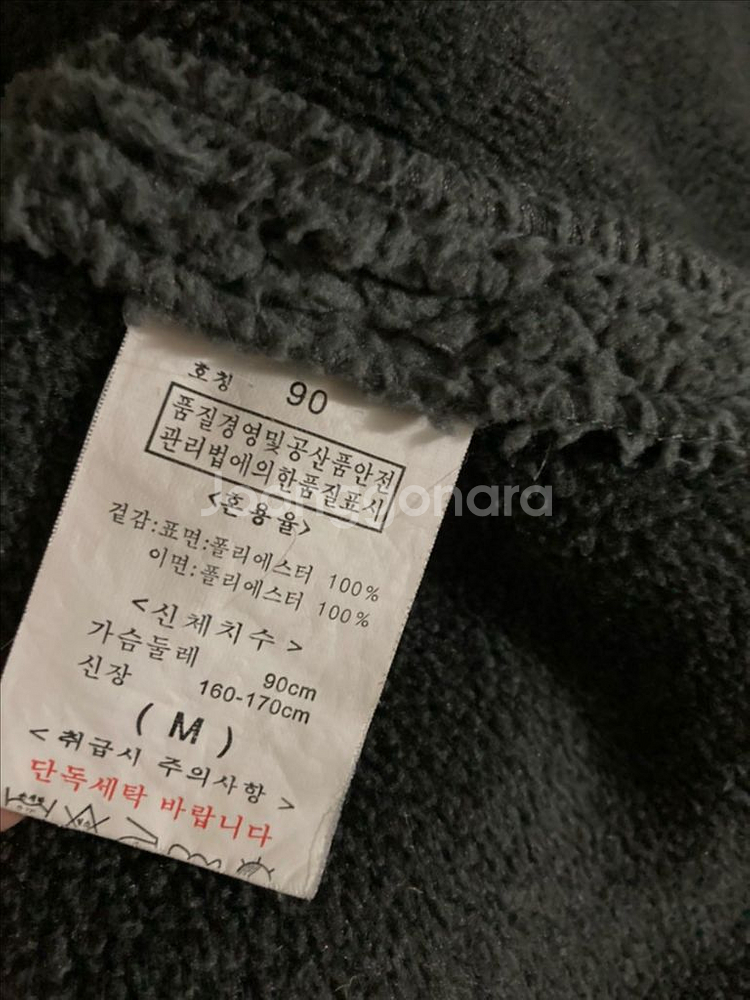 호칭 90
품질경영및공산품안전
관리법에의한품질표시
Joonggonara
<혼용율>
겉감:표면:폴리에스터 100%
이면:폴리에스터 100%
<신체치수>
가슴둘레 90cm
신장 160-170cm
(M)
<취급시 주의사항>
단독세탁 바랍니다